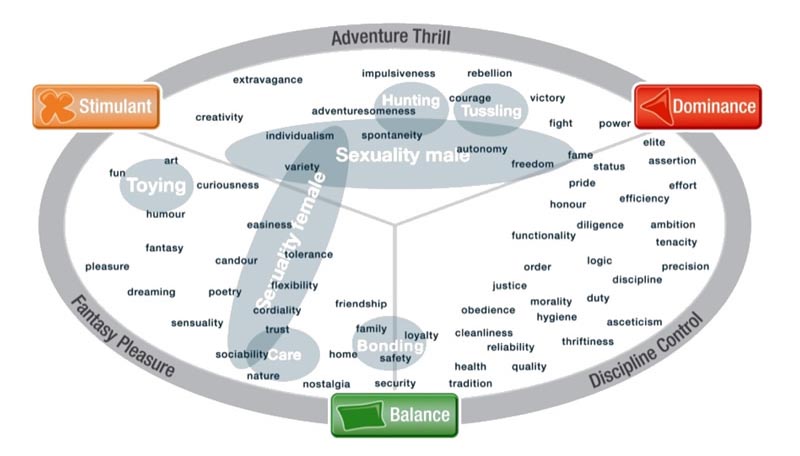 Adventure Thrill
impulsiveness rebellion
extravagance
Stimulant
Hunting courage victory
Dominance
adventuresomeness Tussling
creativity
fight power
individualism spontaneity
elite
Sexuality male autonomy
fame
art variety freedom status assertion
fun
Toying curiousness
pride effort
honour efficiency
humour
easiness diligence ambition
functionality
tenacity
fantasy
Sexuality female
candour tolerance
pleasure order logic precision
discipline
dreaming poetry flexibility justice
friendship morality duty
cordiality obedience hygiene
sensuality asceticism
trust family loyalty cleanliness
thriftiness
Bonding reliability
sociability Care home safety
health quality
nature
nostalgia security tradition
Fantasy Pleasure
Discipline Control
Balance